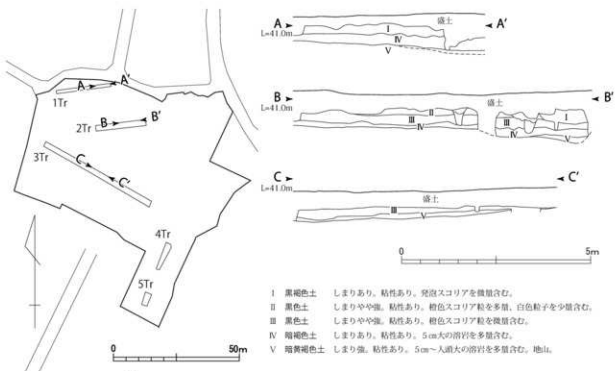 A A'
L=41.0m
盛土
I
IV
V
B B'
L=41.0m
盛土
II
III
IV
III
IV
I
V
C C'
L=41.0m
盛土
III
V
0 5m
A A'
1Tr
B B'
2Tr
3Tr
C
C'
4Tr
5Tr
0 50m
I 黒褐色土 しまりあり。粘性あり。発泡スコリアを微量含む。
II 黒色土 しまりやや強。粘性あり。橙色スコリア粒を多量、白色粒子を少量含む。
III 黒色土 しまりやや強。粘性あり。橙色スコリア粒を微量含む。
IV 暗褐色土 しまりあり。粘性あり。5㎝大の溶岩を多量含む。
V 暗黄褐色土 しまり強。粘性あり。5㎝～人頭大の溶岩を多量含む。地山。